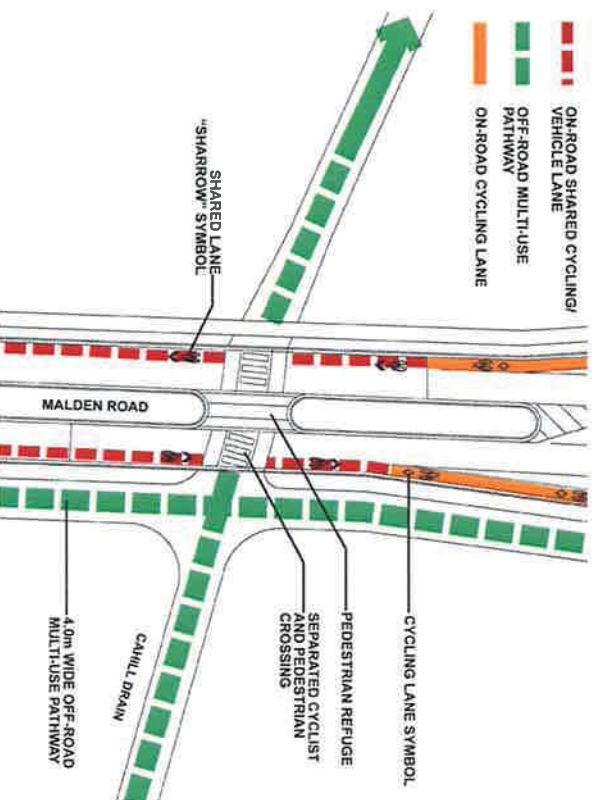 ON-ROAD SHARED CYCLING/
VEHICLE LANE
OFF-ROAD MULTI-USE
PATHWAY
ON-ROAD CYCLING LANE
SHARED LANE
"SHARROW" SYMBOL
MALDEN ROAD
CYCLING LANE SYMBOL
PEDESTRIAN REFUGE
SEPARATED CYCLIST
AND PEDESTRIAN
CROSSING
CAHILL DRAIN
4.0m WIDE OFF-ROAD
MULTI-USE PATHWAY